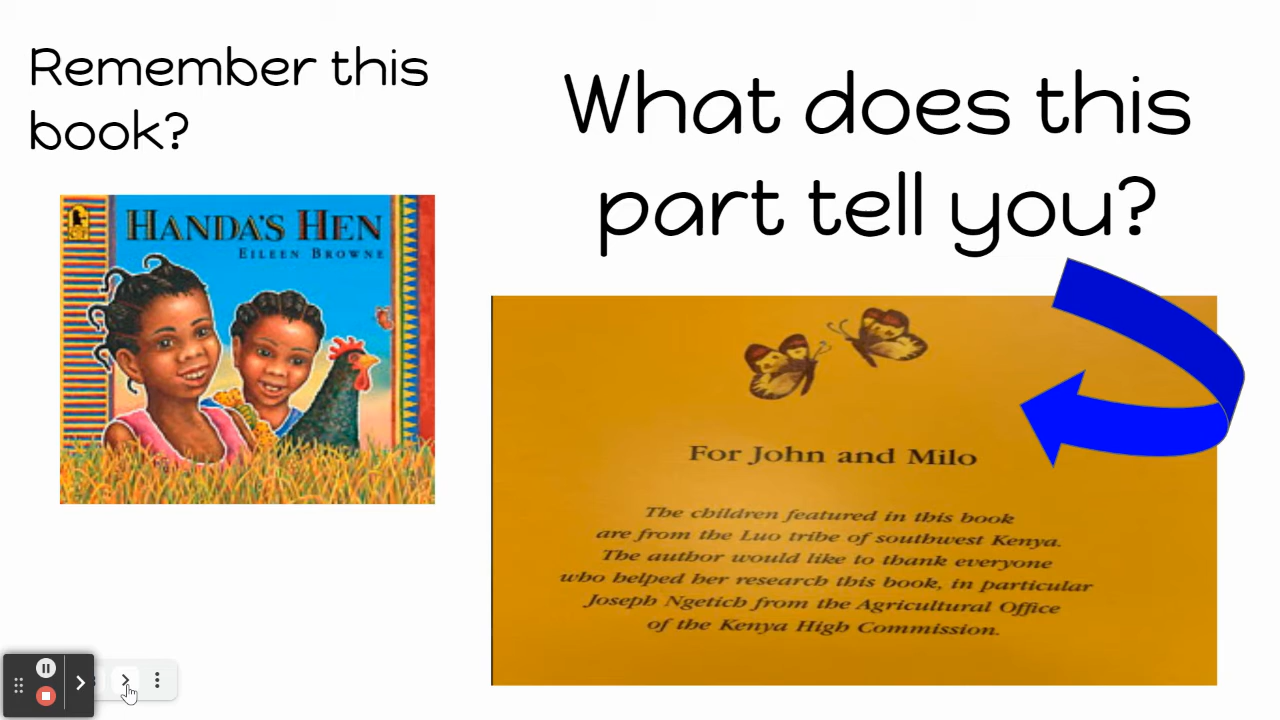 Remember this
book?
What does this
part tell you?
HANDA'S HEN
EILEEN BROWNE
For John and Milo
The children featured in this book
are from the Luo tribe of southwest Kenya.
The author would like to thank everyone
who helped her research this book, in particular
Joseph Ngetich from the Agricultural Office
of the Kenya High Commission.